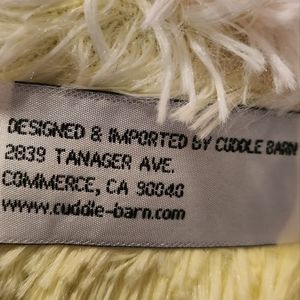 DESIGNED & IMPORTED BY CUDDLE BARN
2839 TANAGER AVE.
COMMERCE, CA 90040
www.cuddle-barn.com